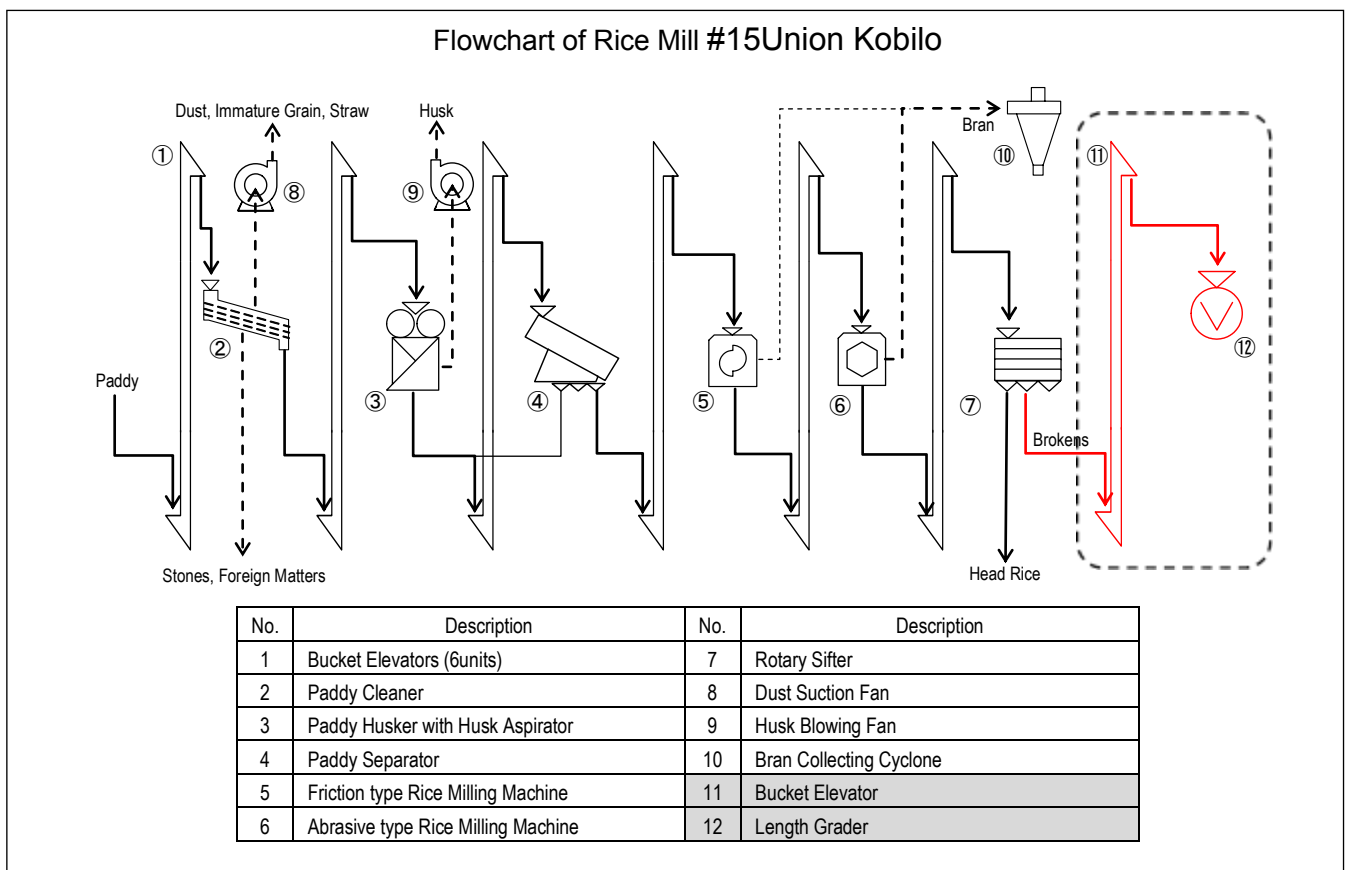 Flowchart of Rice Mill #15Union Kobilo
Dust, Immature Grain, Straw
Husk
Bran
① ⑧ ⑨ ⑩ ⑪
② ③ ④ ⑤ ⑥ ⑦ ⑫
Paddy
Brokens
Stones, Foreign Matters
Head Rice
No. Description No. Description
1 Bucket Elevators (6units) 7 Rotary Sifter
2 Paddy Cleaner 8 Dust Suction Fan
3 Paddy Husker with Husk Aspirator 9 Husk Blowing Fan
4 Paddy Separator 10 Bran Collecting Cyclone
5 Friction type Rice Milling Machine 11 Bucket Elevator
6 Abrasive type Rice Milling Machine 12 Length Grader